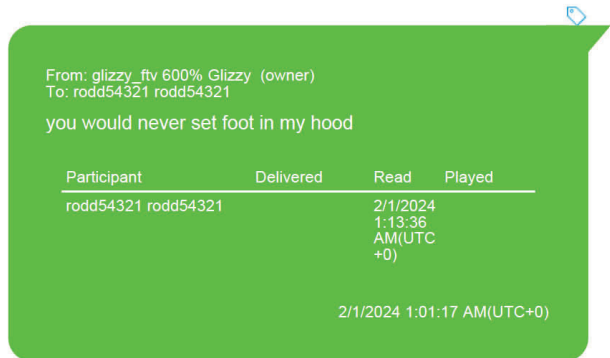 From: glizzy_ftv 600% Glizzy (owner)
To: rodd54321 rodd54321
you would never set foot in my hood
Participant Delivered Read Played
rodd54321 rodd54321 2/1/2024
1:13:36
AM(UTC
+0)
2/1/2024 1:01:17 AM(UTC+0)